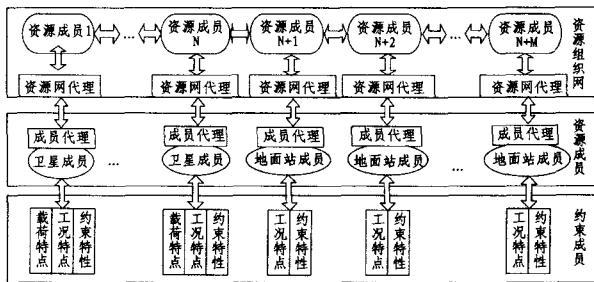 资源成员1 ... 资源成员N 资源成员N+1 资源成员N+2 ... 资源成员N+M
资源网代理 资源网代理 资源网代理 资源网代理 资源网代理
资源组织网
成员代理 成员代理 成员代理 成员代理 成员代理
卫星成员 ... 卫星成员 地面站成员 地面站成员 ... 地面站成员
资源成员
载荷特点 工况特点 约束特性 载荷特点 工况特点 约束特性 工况特点 约束特性 工况特点 约束特性 工况特点 约束特性
约束成员